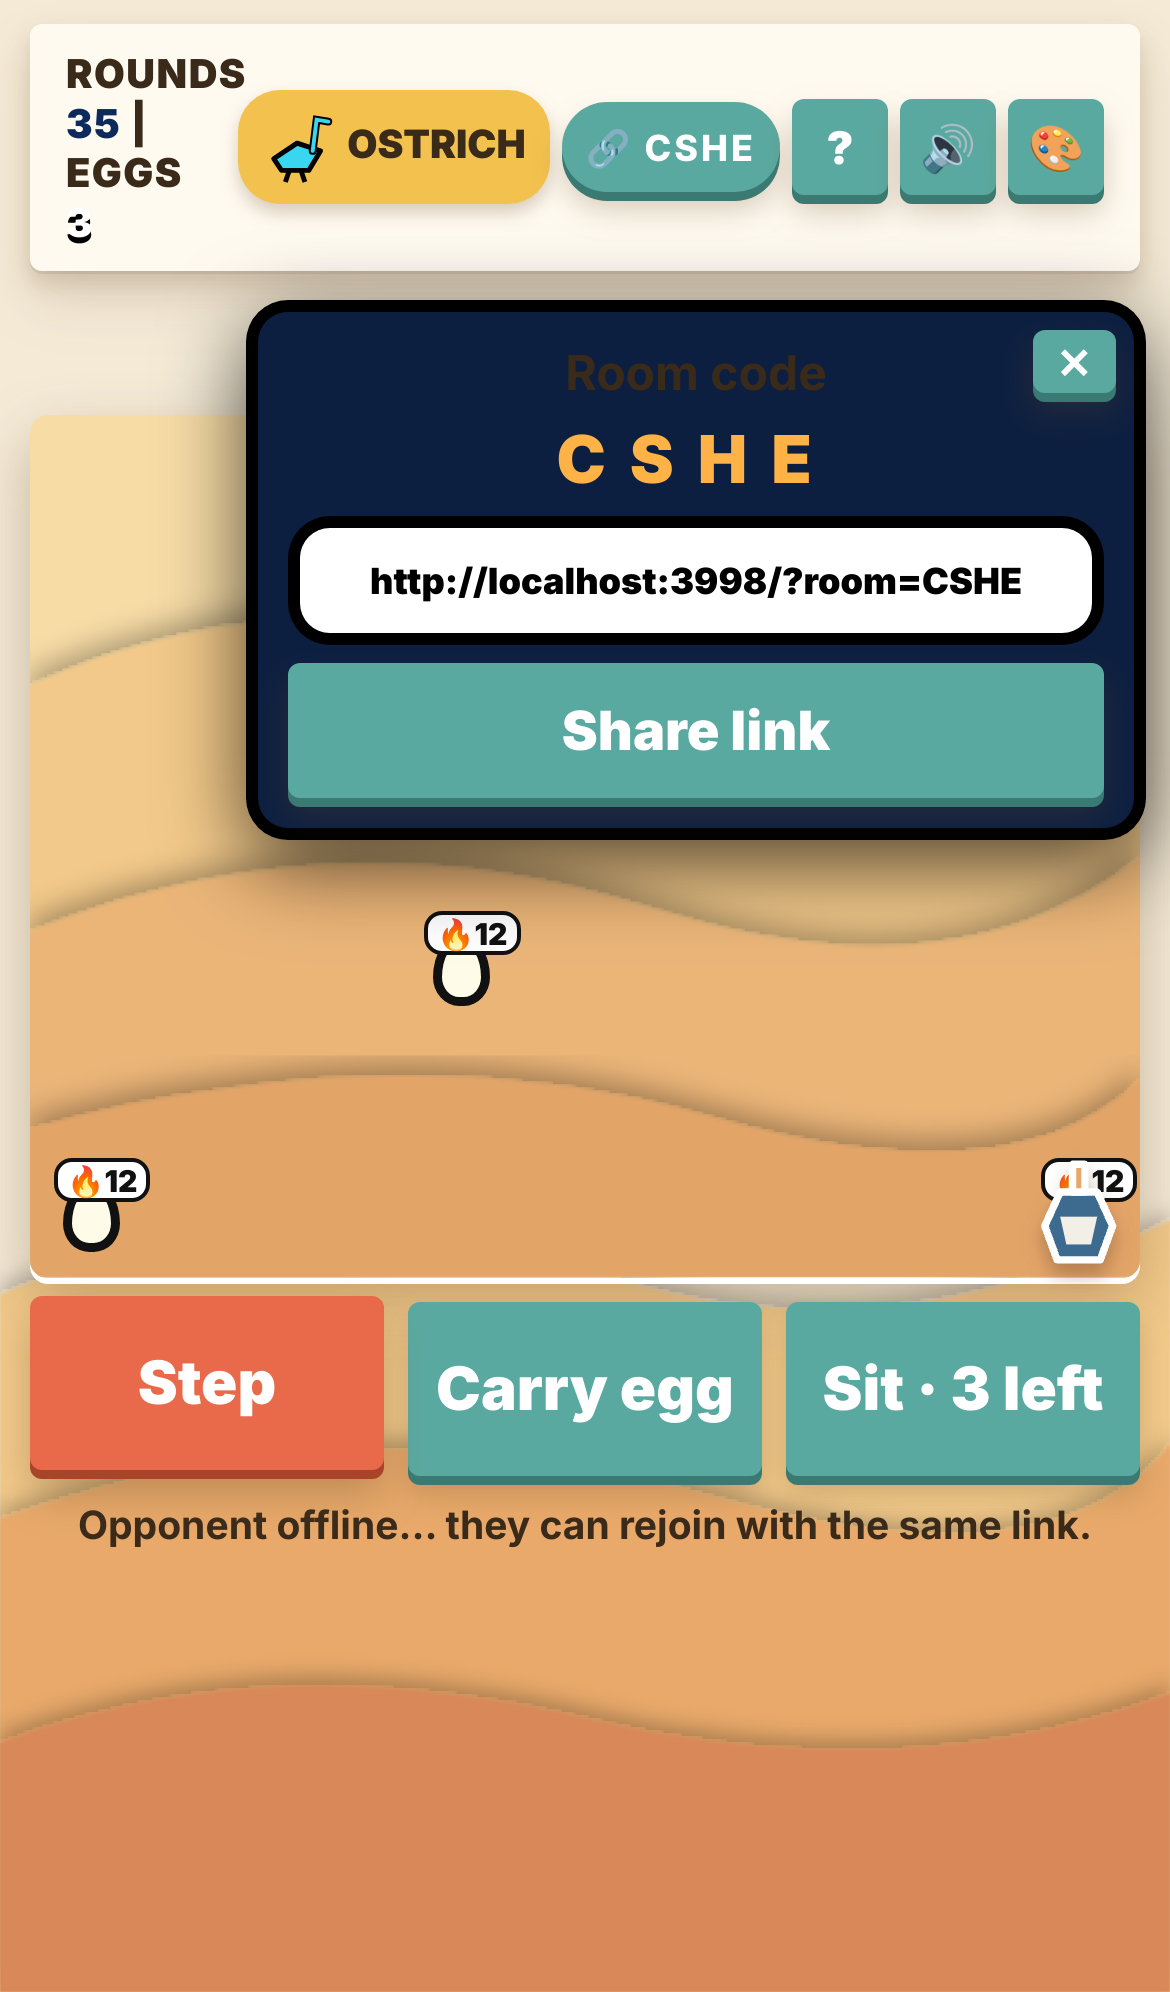 ROUNDS
35 |
EGGS
3
OSTRICH
CSHE
?
Room code
CSHE
http://localhost:3998/?room=CSHE
Share link
12
12
12
Step
Carry egg
Sit · 3 left
Opponent offline... they can rejoin with the same link.